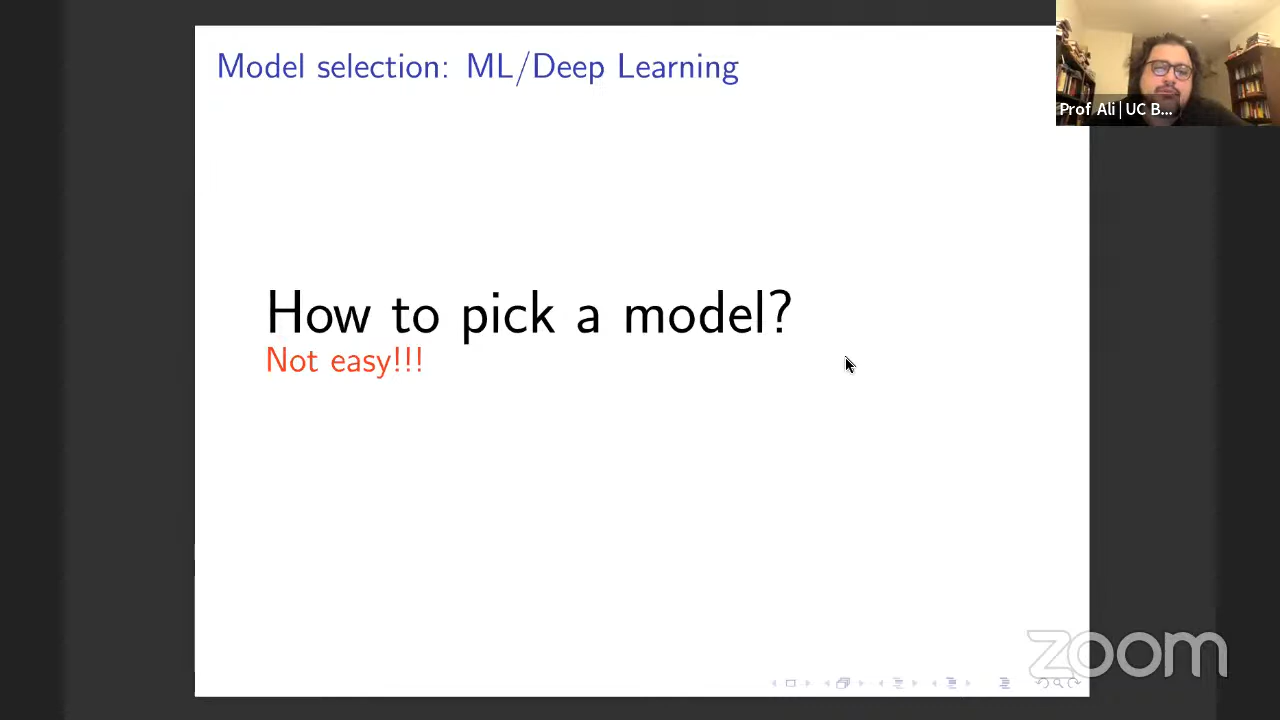 Model selection: ML/Deep Learning
Prof Ali | UC B...
How to pick a model?
Not easy!!!
zoom